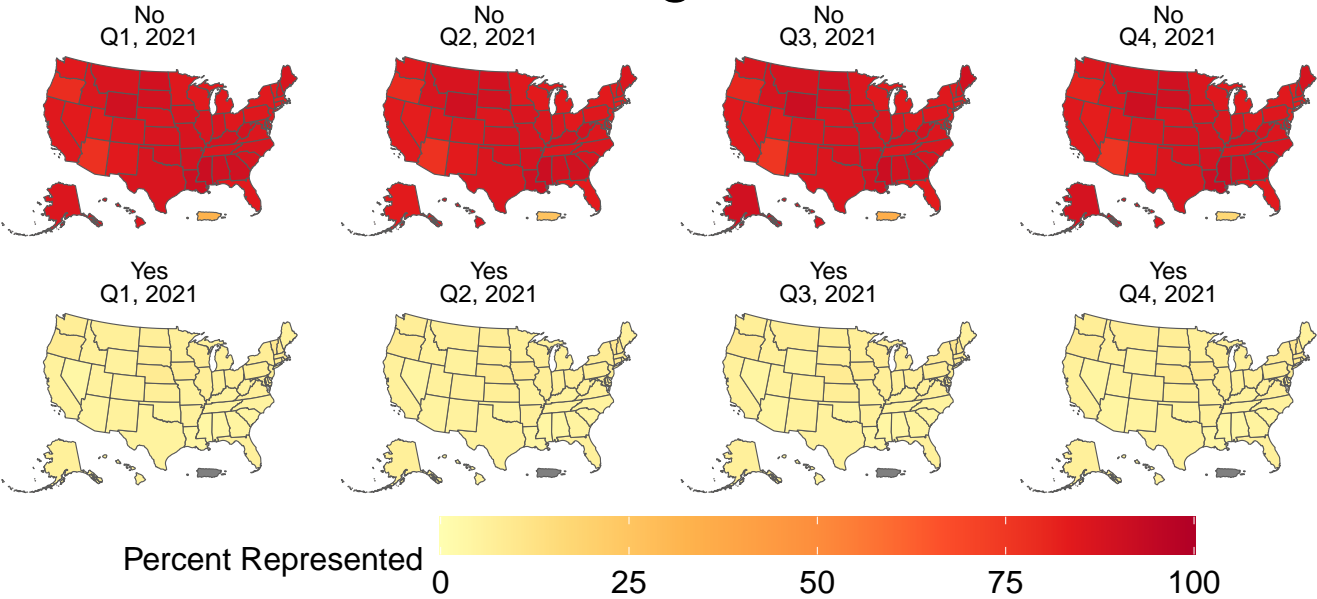 No
Q1, 2021
No
Q2, 2021
No
Q3, 2021
No
Q4, 2021
Yes
Q1, 2021
Yes
Q2, 2021
Yes
Q3, 2021
Yes
Q4, 2021
Percent Represented
0 25 50 75 100